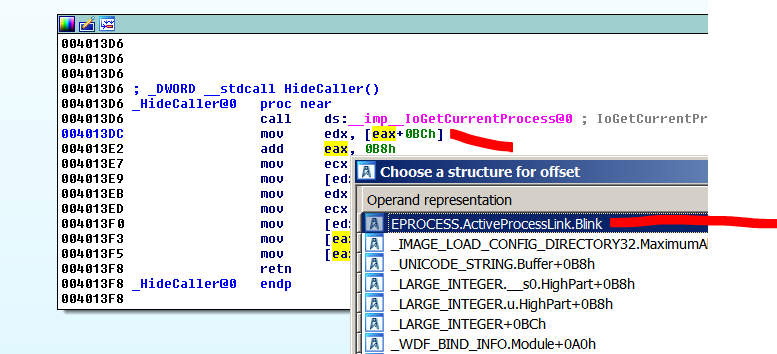 004013D6
004013D6
004013D6
004013D6 ; _DWORD __stdcall HideCaller()
004013D6 _HideCaller@0 proc near
004013D6 call ds:__imp__IoGetCurrentProcess@0 ; IoGetCurrentPr
004013DC mov edx, [eax+0BCh]
004013E2 add eax, 0B8h
004013E7 mov ecx
004013E9 mov [ed
004013EB mov edx
004013ED mov ecx
004013F0 mov [ed
004013F3 mov [ea
004013F5 mov [ea
004013F8 retn
004013F8 _HideCaller@0 endp
004013F8
Choose a structure for offset
Operand representation
EPROCESS.ActiveProcessLink.Blink
_IMAGE_LOAD_CONFIG_DIRECTORY32.MaximumAl
_UNICODE_STRING.Buffer+0B8h
_LARGE_INTEGER.__s0.HighPart+0B8h
_LARGE_INTEGER.u.HighPart+0B8h
_LARGE_INTEGER+0BCh
_WDF_BIND_INFO.Module+0A0h